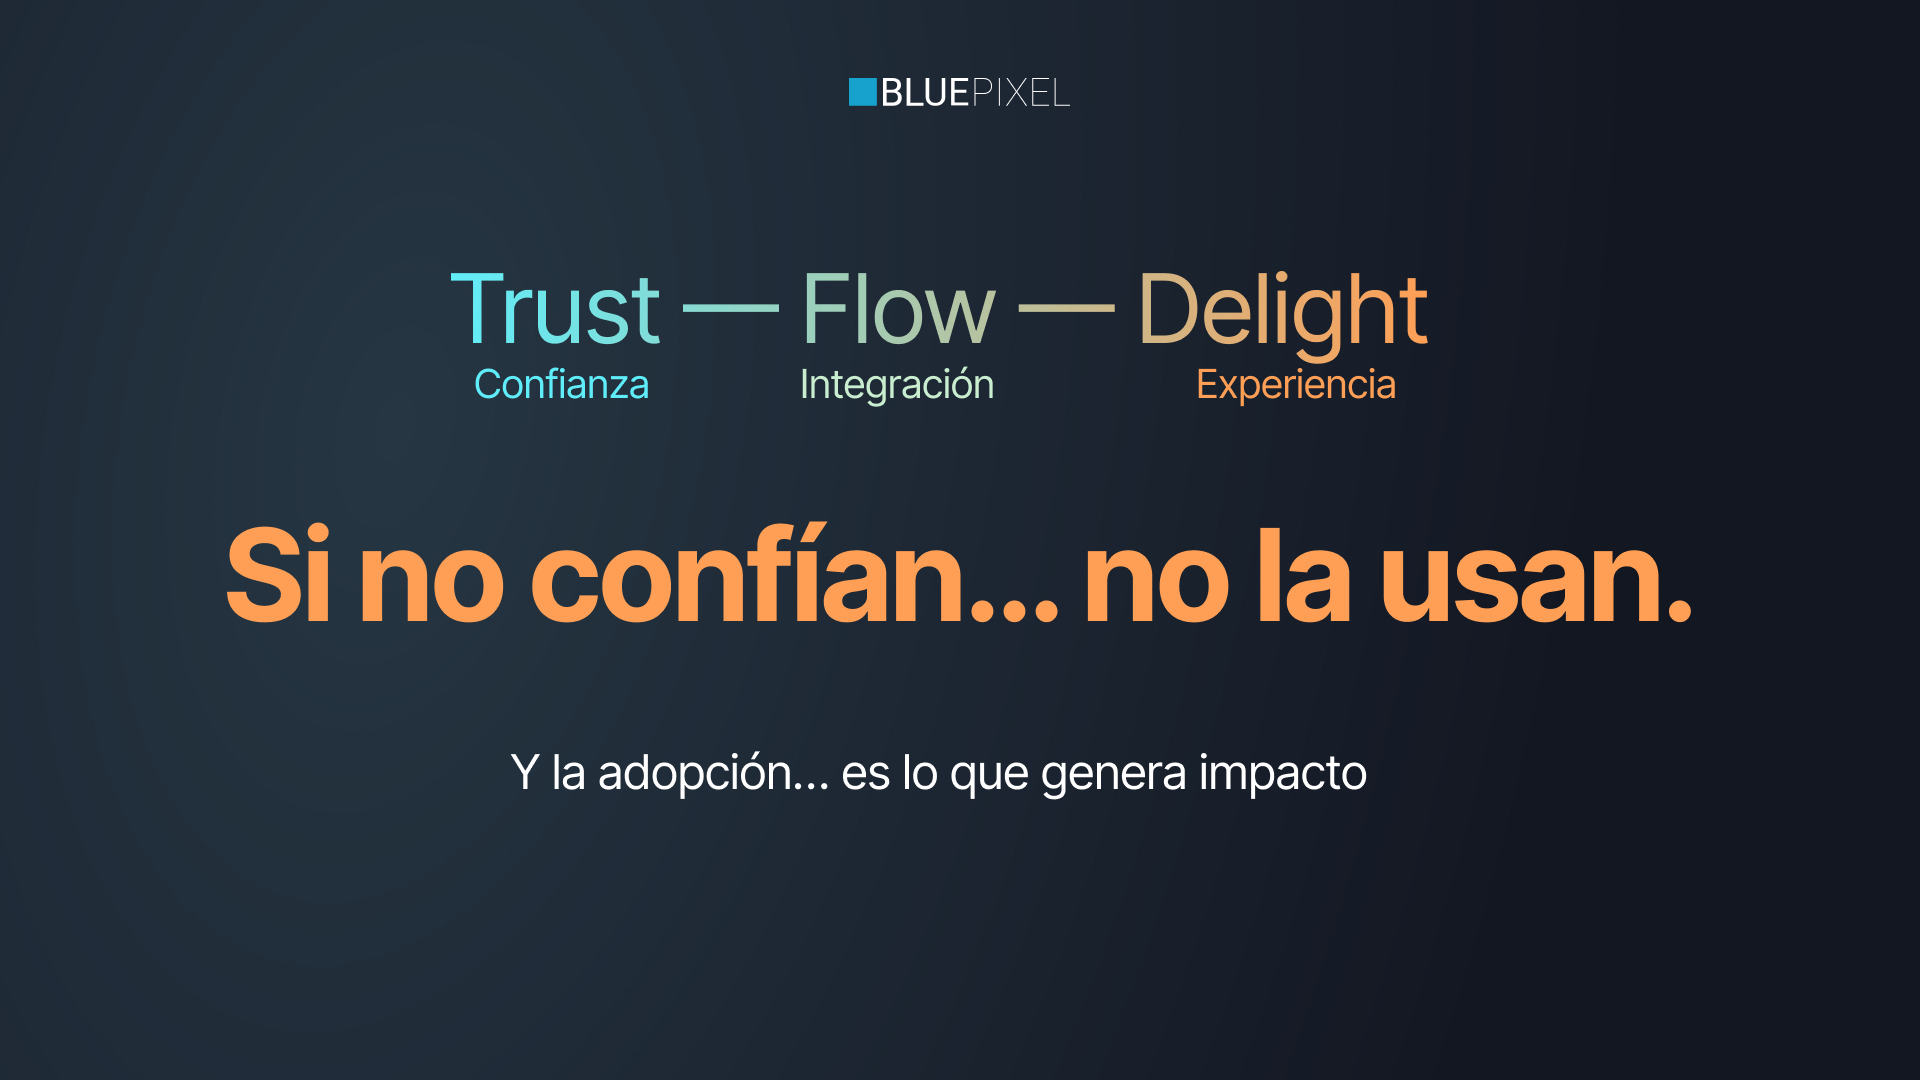 BLUEPIXEL
Trust — Flow — Delight
Confianza Integración Experiencia
Si no confían... no la usan.
Y la adopción... es lo que genera impacto